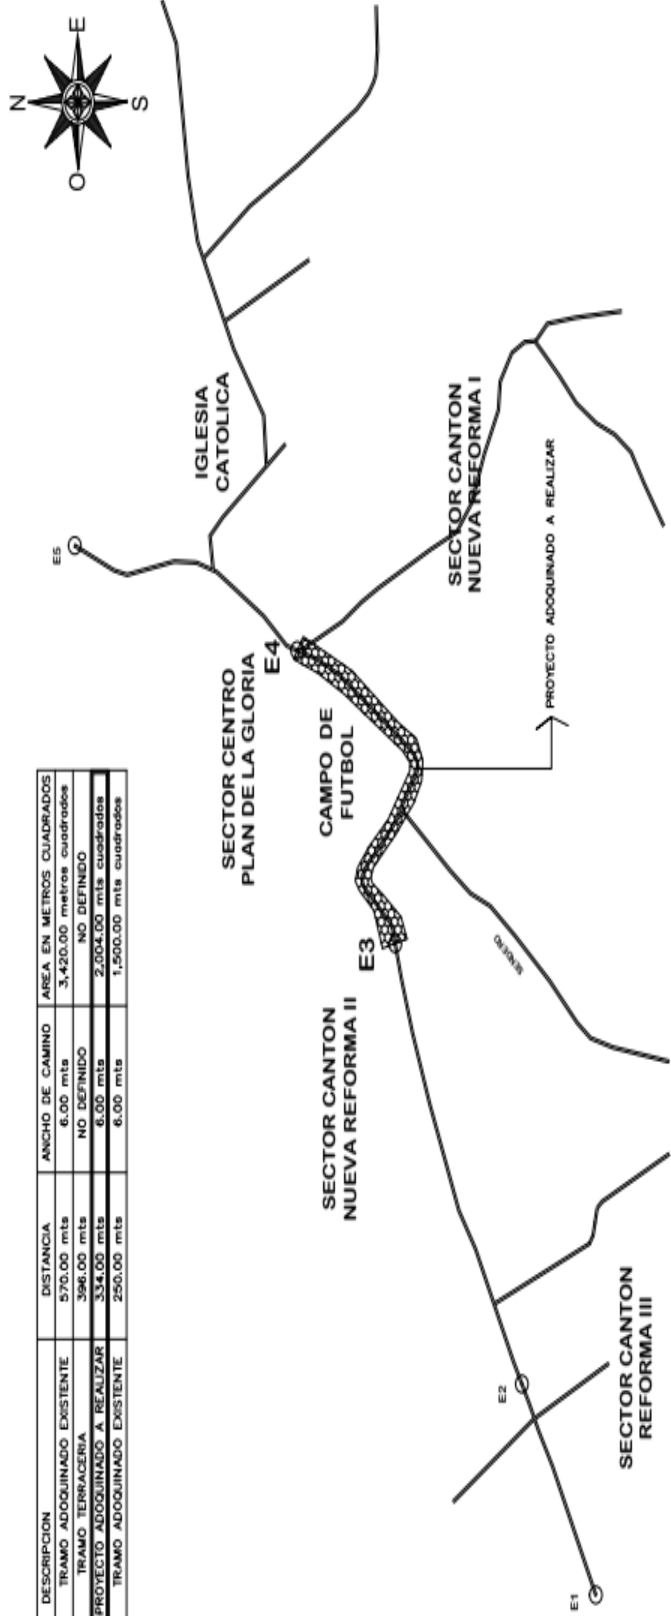 DESCRIPCION DISTANCIA ANCHO DE CAMINO AREA EN METROS CUADRADOS
TRAMO ADOQUINADO EXISTENTE 570.00 mts 6.00 mts 3,420.00 metros cuadrados
TRAMO TERRACERIA 396.00 mts NO DEFINIDO NO DEFINIDO
PROYECTO ADOQUINADO A REALIZAR 334.00 mts 6.00 mts 2,004.00 mts cuadrados
TRAMO ADOQUINADO EXISTENTE 250.00 mts 6.00 mts 1,500.00 mts cuadrados
N
E
S
O
E5
IGLESIA
CATOLICA
SECTOR CENTRO
PLAN DE LA GLORIA
E4
CAMPO DE
FUTBOL
SECTOR CANTON
NUEVA REFORMA I
PROYECTO ADOQUINADO A REALIZAR
E3
SENDERO
SECTOR CANTON
NUEVA REFORMA II
E2
SECTOR CANTON
REFORMA III
E1